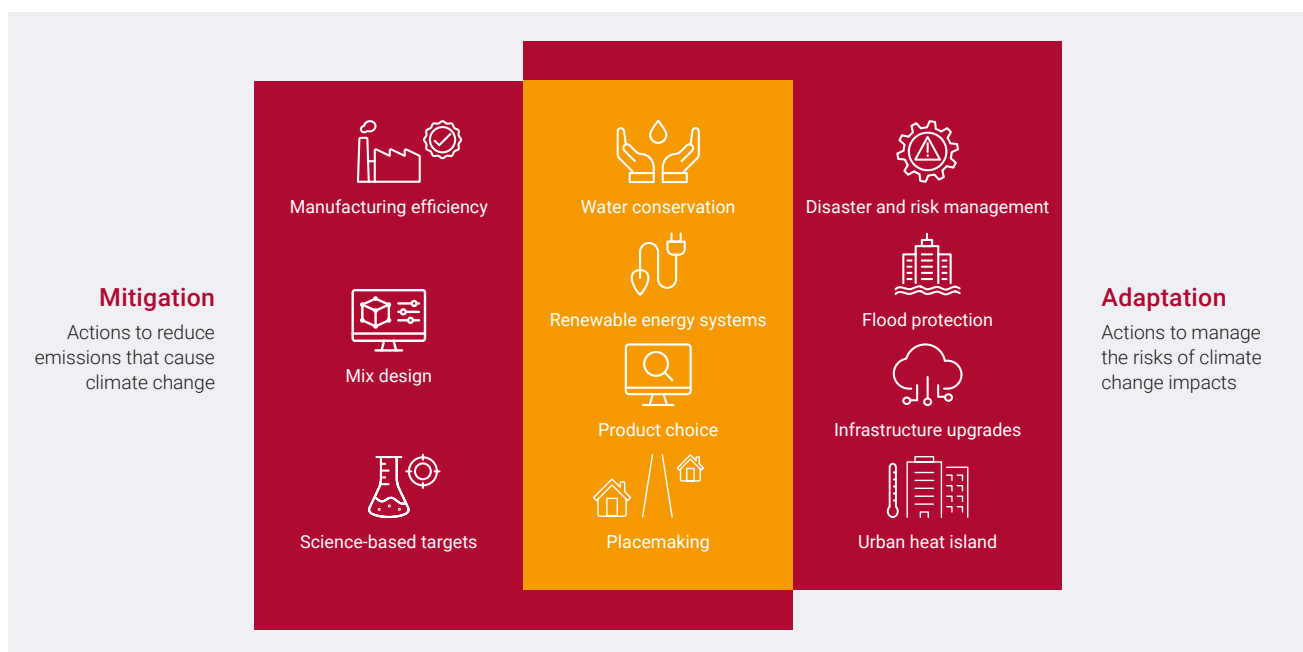 Mitigation
Actions to reduce
emissions that cause
climate change
Manufacturing efficiency
Mix design
Science-based targets
Water conservation
Renewable energy systems
Product choice
Placemaking
Disaster and risk management
Flood protection
Infrastructure upgrades
Urban heat island
Adaptation
Actions to manage
the risks of climate
change impacts